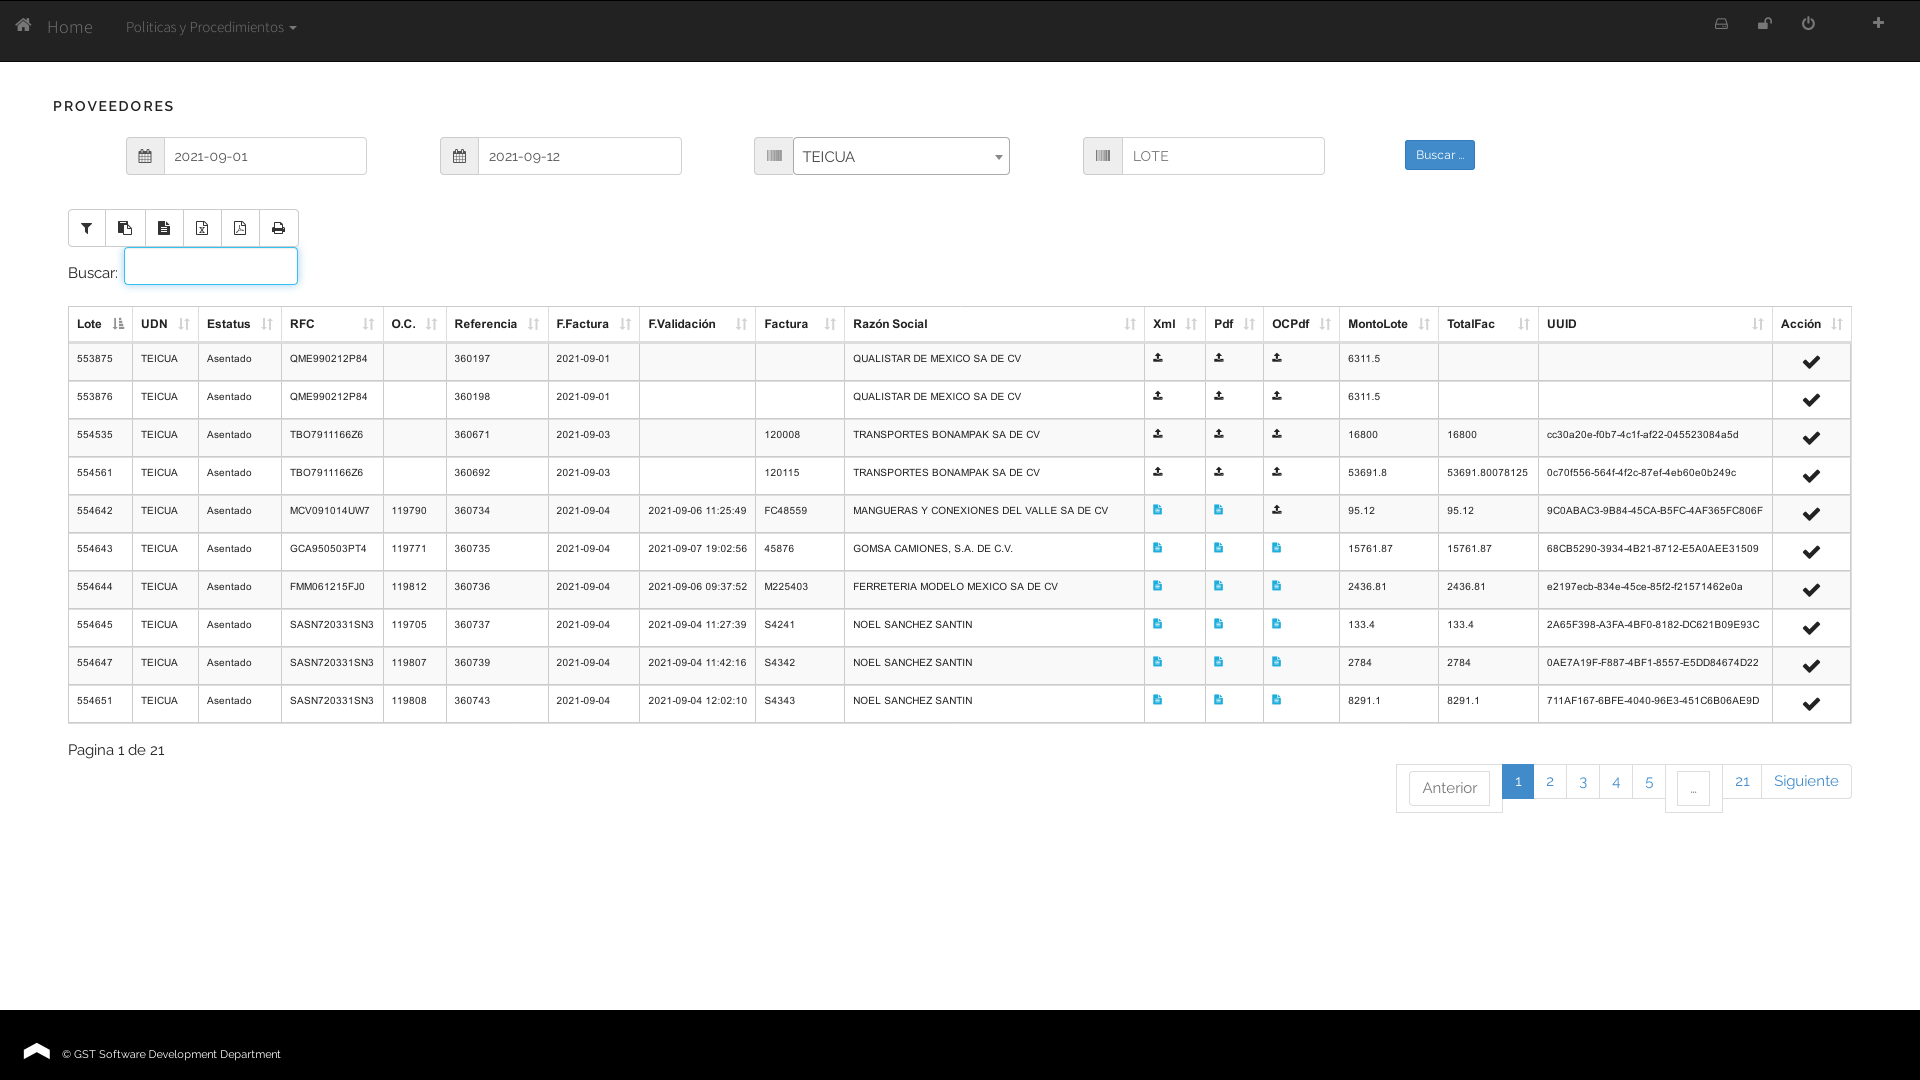 Home Politicas y Procedimientos
PROVEEDORES
2021-09-01 2021-09-12 TEICUA LOTE Buscar ...
Buscar:
Lote UDN Estatus RFC O.C. Referencia F.Factura F.Validación Factura Razón Social Xml Pdf OCPdf MontoLote TotalFac UUID Acción
553875 TEICUA Asentado QME990212P84 360197 2021-09-01 QUALISTAR DE MEXICO SA DE CV 6311.5
553876 TEICUA Asentado QME990212P84 360198 2021-09-01 QUALISTAR DE MEXICO SA DE CV 6311.5
554535 TEICUA Asentado TBO7911166Z6 360671 2021-09-03 120008 TRANSPORTES BONAMPAK SA DE CV 16800 16800 cc30a20e-f0b7-4c1f-af22-045523084a5d
554561 TEICUA Asentado TBO7911166Z6 360692 2021-09-03 120115 TRANSPORTES BONAMPAK SA DE CV 53691.8 53691.80078125 0c70f556-564f-4f2c-87ef-4eb60e0b249c
554642 TEICUA Asentado MCV091014UW7 119790 360734 2021-09-04 2021-09-06 11:25:49 FC48559 MANGUERAS Y CONEXIONES DEL VALLE SA DE CV 95.12 95.12 9C0ABAC3-9B84-45CA-B5FC-4AF365FC806F
554643 TEICUA Asentado GCA950503PT4 119771 360735 2021-09-04 2021-09-07 19:02:56 45876 GOMSA CAMIONES, S.A. DE C.V. 15761.87 15761.87 68CB5290-3934-4B21-8712-E5A0AEE31509
554644 TEICUA Asentado FMM061215FJ0 119812 360736 2021-09-04 2021-09-06 09:37:52 M225403 FERRETERIA MODELO MEXICO SA DE CV 2436.81 2436.81 e2197ecb-834e-45ce-85f2-f21571462e0a
554645 TEICUA Asentado SASN720331SN3 119705 360737 2021-09-04 2021-09-04 11:27:39 S4241 NOEL SANCHEZ SANTIN 133.4 133.4 2A65F398-A3FA-4BF0-8182-DC621B09E93C
554647 TEICUA Asentado SASN720331SN3 119807 360739 2021-09-04 2021-09-04 11:42:16 S4342 NOEL SANCHEZ SANTIN 2784 2784 0AE7A19F-F887-4BF1-8557-E5DD84674D22
554651 TEICUA Asentado SASN720331SN3 119808 360743 2021-09-04 2021-09-04 12:02:10 S4343 NOEL SANCHEZ SANTIN 8291.1 8291.1 711AF167-6BFE-4040-96E3-451C6B06AE9D
Pagina 1 de 21
Anterior 1 2 3 4 5 ... 21 Siguiente
© GST Software Development Department